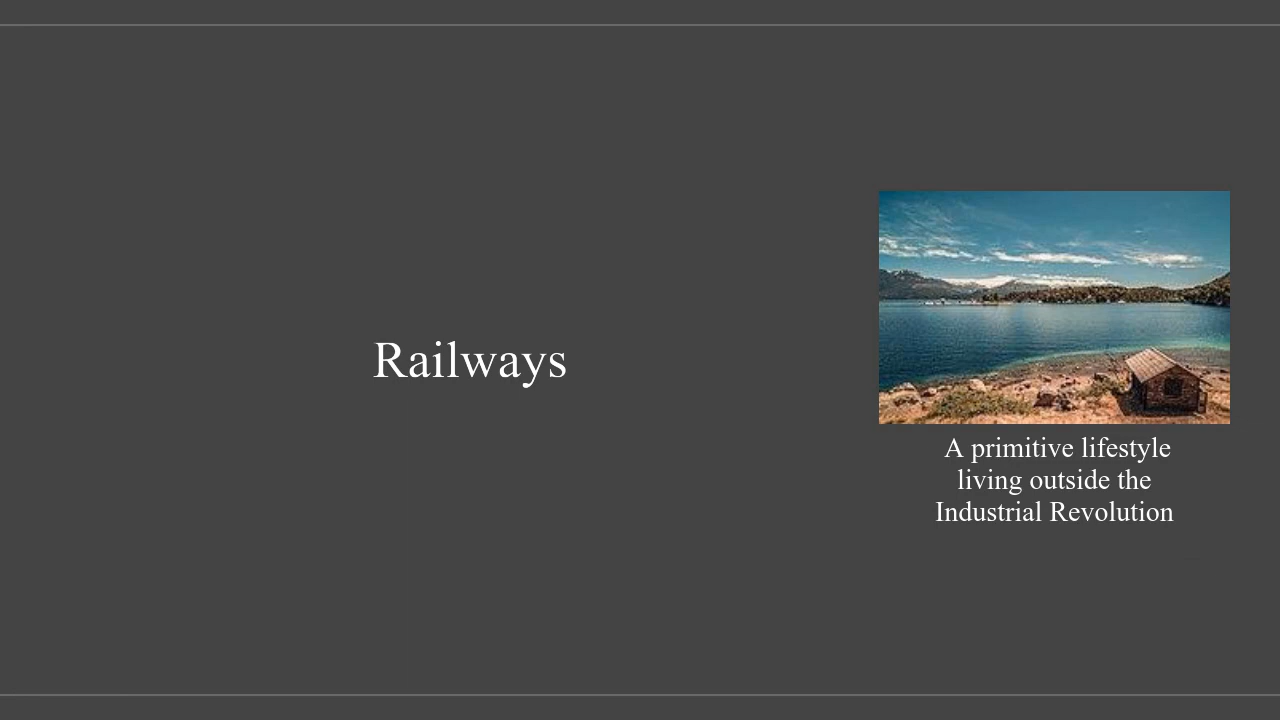 Railways
A primitive lifestyle
living outside the
Industrial Revolution